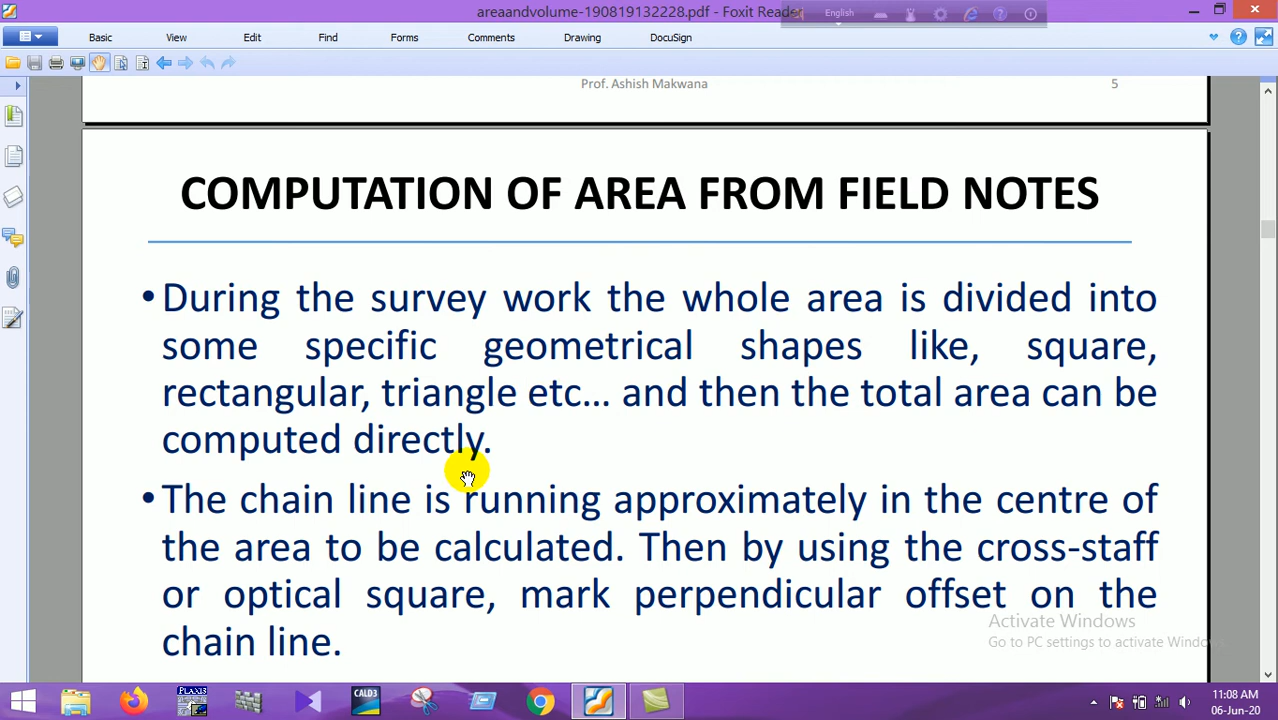 areaandvolume-190819132228.pdf - Foxit Reader
English
Basic View Edit Find Forms Comments Drawing DocuSign
Prof. Ashish Makwana 5
COMPUTATION OF AREA FROM FIELD NOTES
•During the survey work the whole area is divided into
some specific geometrical shapes like, square,
rectangular, triangle etc... and then the total area can be
computed directly.
•The chain line is running approximately in the centre of
the area to be calculated. Then by using the cross-staff
or optical square, mark perpendicular offset on the
chain line.
Activate Windows
Go to PC settings to activate Windows.
PLAXIS CALD3
11:08 AM
06-Jun-20